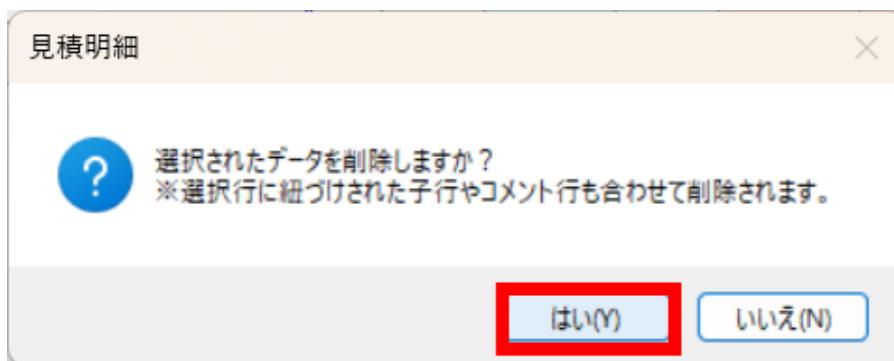 見積明細
選択されたデータを削除しますか？
※選択行に紐づけされた子行やコメント行も合わせて削除されます。
はい(Y)
いいえ(N)